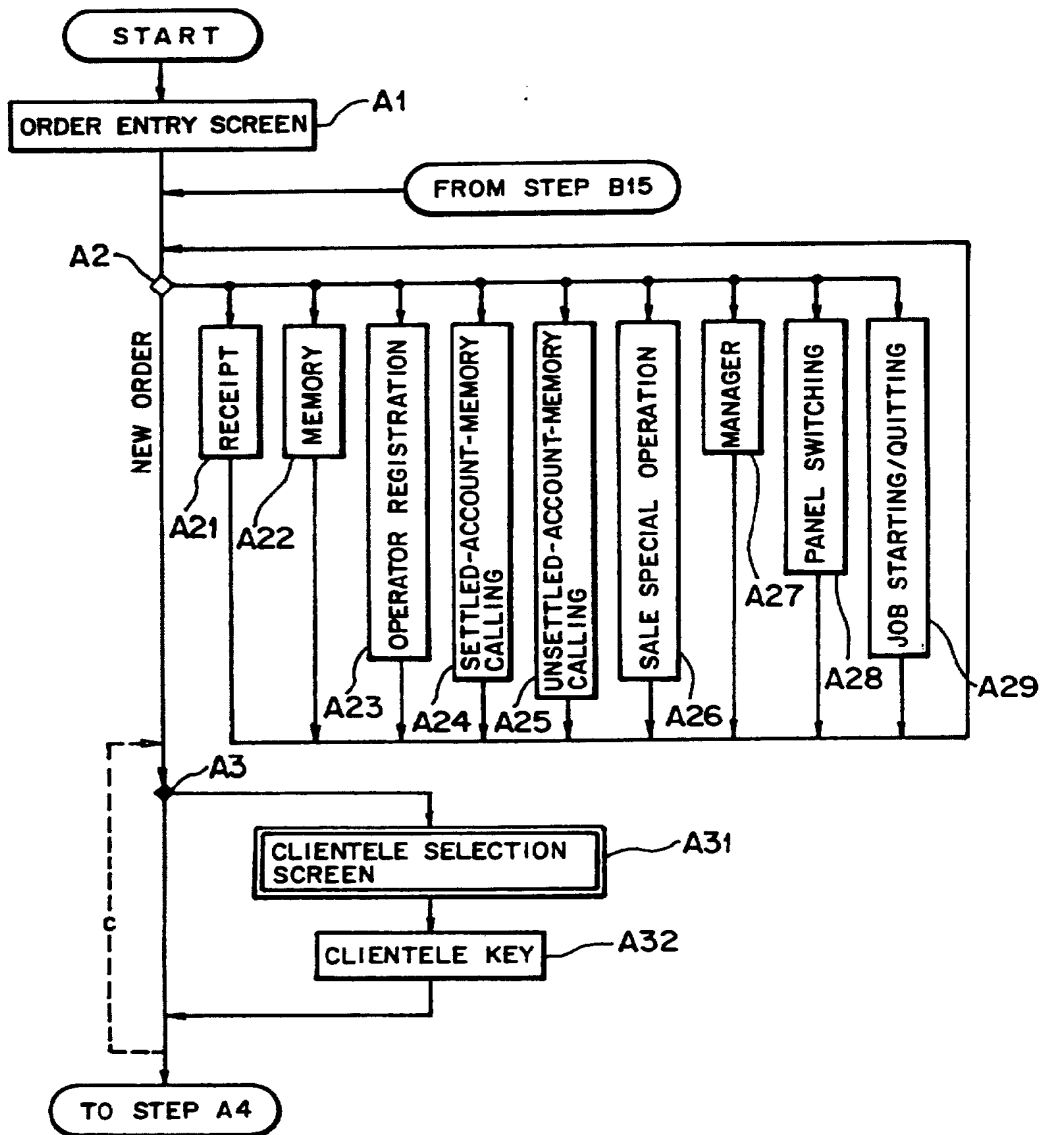 START
A1
ORDER ENTRY SCREEN
FROM STEP B15
A2
NEW ORDER
RECEIPT
MEMORY
OPERATOR REGISTRATION
SETTLED-ACCOUNT-MEMORY
CALLING
UNSETTLED-ACCOUNT-MEMORY
CALLING
SALE SPECIAL OPERATION
MANAGER
PANEL SWITCHING
JOB STARTING/QUITTING
A21
A22
A23
A24
A25
A26
A27
A28
A29
A3
CLIENTELE SELECTION
SCREEN
A31
C
CLIENTELE KEY
A32
TO STEP A4